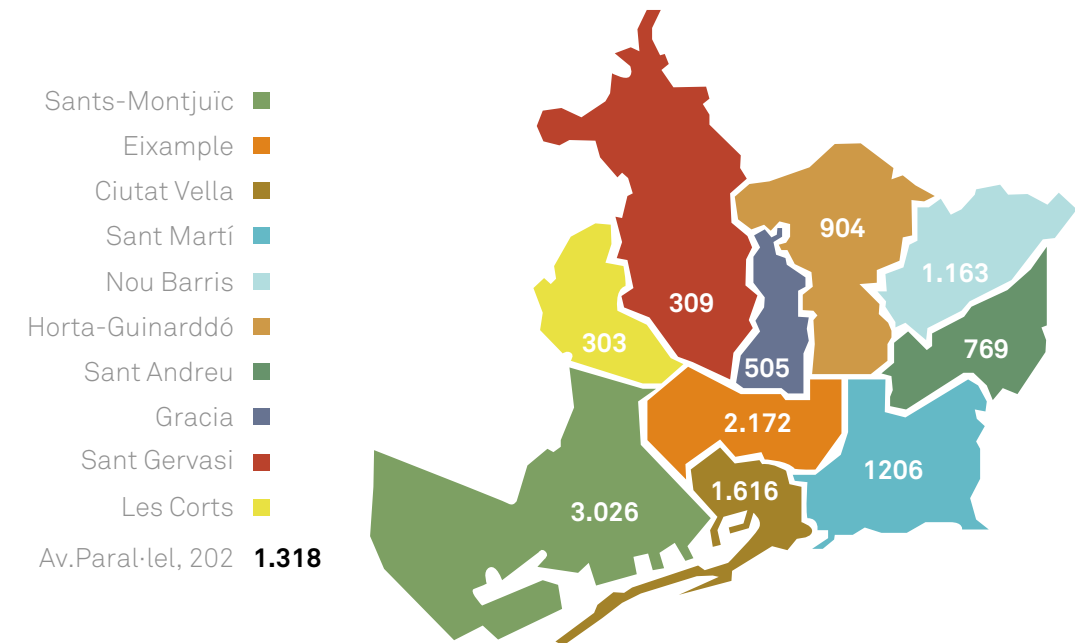 Sants-Montjuïc
Eixample
Ciutat Vella
Sant Martí
Nou Barris
Horta-Guinarddó
Sant Andreu
Gracia
Sant Gervasi
Les Corts
Av.Paral·lel, 202 1.318
904
1.163
309
303
769
505
2.172
1206
1.616
3.026